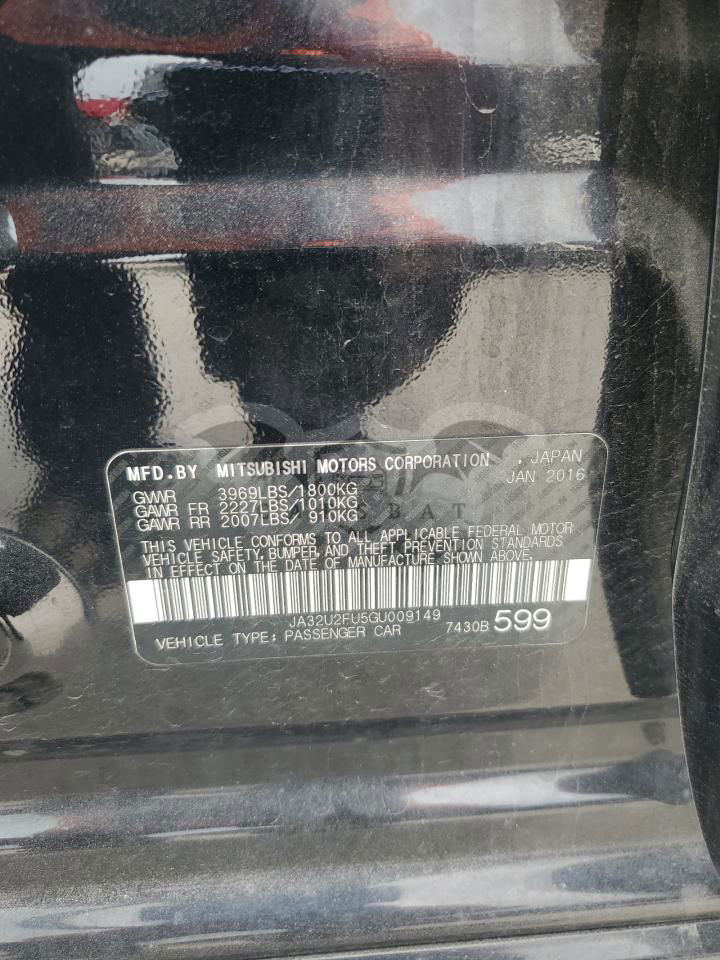 MFD.BY MITSUBISHI MOTORS CORPORATION , JAPAN
JAN 2016
GVWR 3969LBS/1800KG
GAWR FR 2227LBS/1010KG
GAWR RR 2007LBS/ 910KG
THIS VEHICLE CONFORMS TO ALL APPLICABLE FEDERAL MOTOR
VEHICLE SAFETY, BUMPER, AND THEFT PREVENTION STANDARDS
IN EFFECT ON THE DATE OF MANUFACTURE SHOWN ABOVE.
JA32U2FU5GU009149
VEHICLE TYPE: PASSENGER CAR 7430B 599